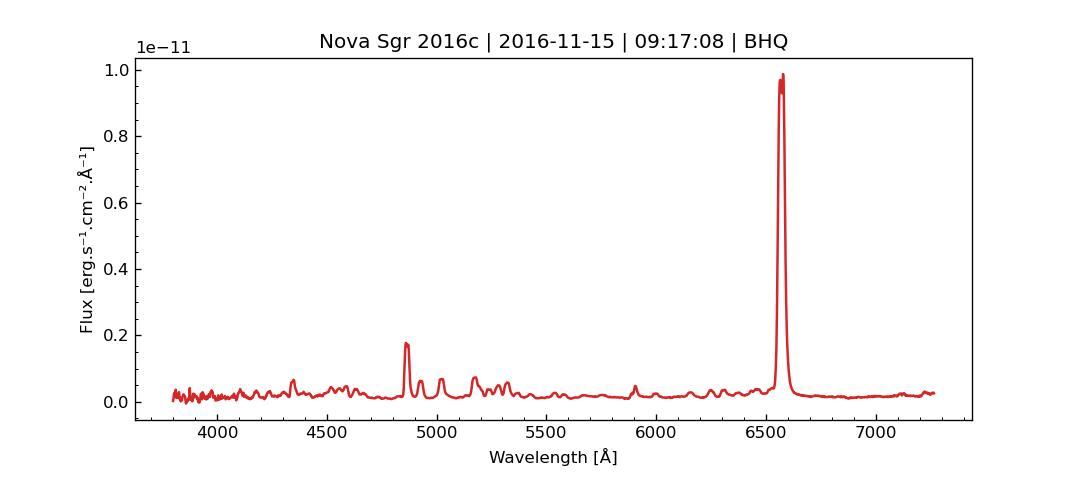 Nova Sgr 2016c | 2016-11-15 | 09:17:08 | BHQ
1e−11
1.0
0.8
0.6
0.4
0.2
0.0
Flux [erg.s⁻¹.cm⁻².Å⁻¹]
4000 4500 5000 5500 6000 6500 7000
Wavelength [Å]